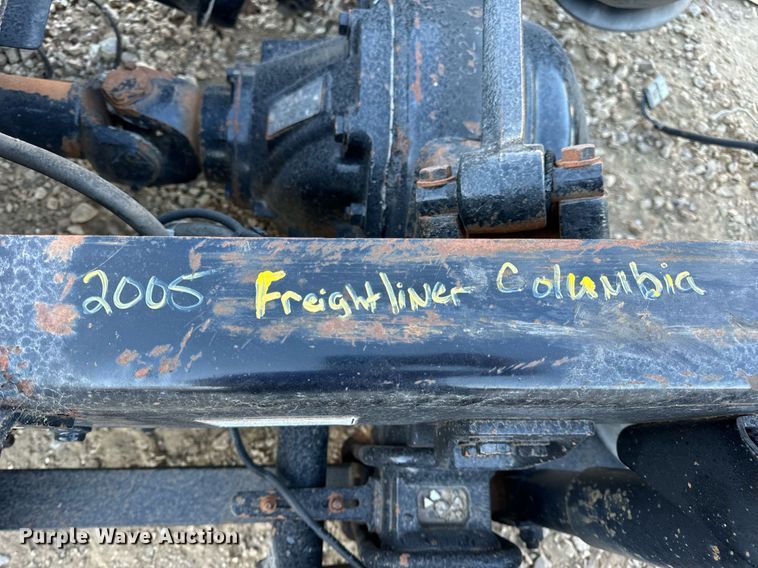 2005 Freightliner Columbia
Purple Wave Auction